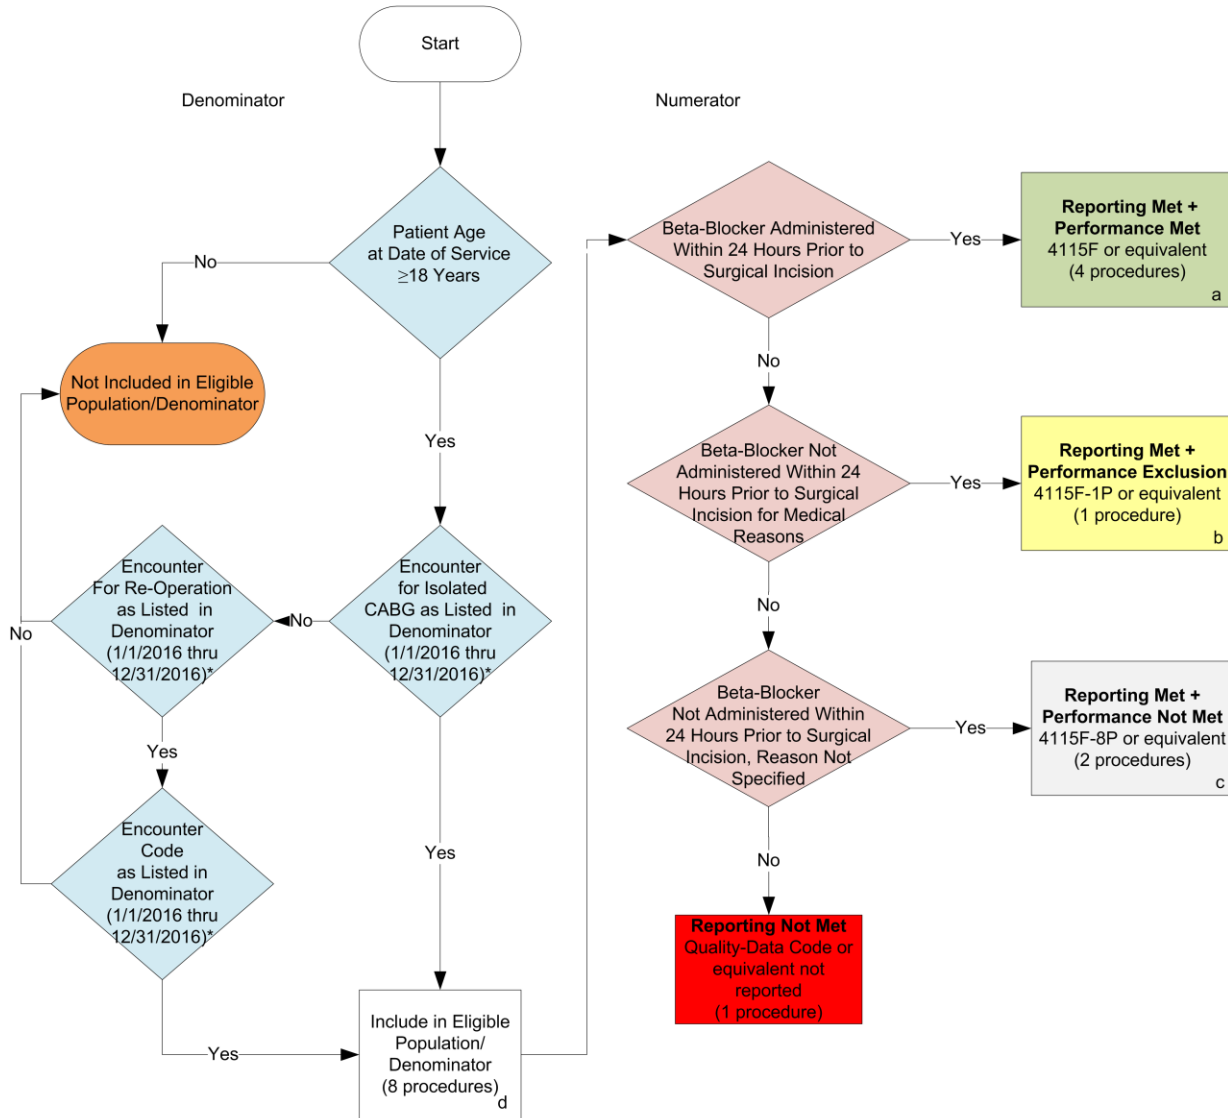 Start
Denominator
Numerator
Patient Age
at Date of Service
≥18 Years
No
Not Included in Eligible
Population/Denominator
Yes
Encounter
for Isolated
CABG as Listed in
Denominator
(1/1/2016 thru
12/31/2016)*
No
Encounter
For Re-Operation
as Listed in
Denominator
(1/1/2016 thru
12/31/2016)*
No
Yes
Encounter
Code
as Listed in
Denominator
(1/1/2016 thru
12/31/2016)*
Yes
Yes
Include in Eligible
Population/
Denominator
(8 procedures)
d
Beta-Blocker Administered
Within 24 Hours Prior to
Surgical Incision
Yes
Reporting Met +
Performance Met
4115F or equivalent
(4 procedures)
a
No
Beta-Blocker Not
Administered Within 24
Hours Prior to Surgical
Incision for Medical
Reasons
Yes
Reporting Met +
Performance Exclusion
4115F-1P or equivalent
(1 procedure)
b
No
Beta-Blocker
Not Administered Within
24 Hours Prior to Surgical
Incision, Reason Not
Specified
Yes
Reporting Met +
Performance Not Met
4115F-8P or equivalent
(2 procedures)
c
No
Reporting Not Met
Quality-Data Code or
equivalent not
reported
(1 procedure)